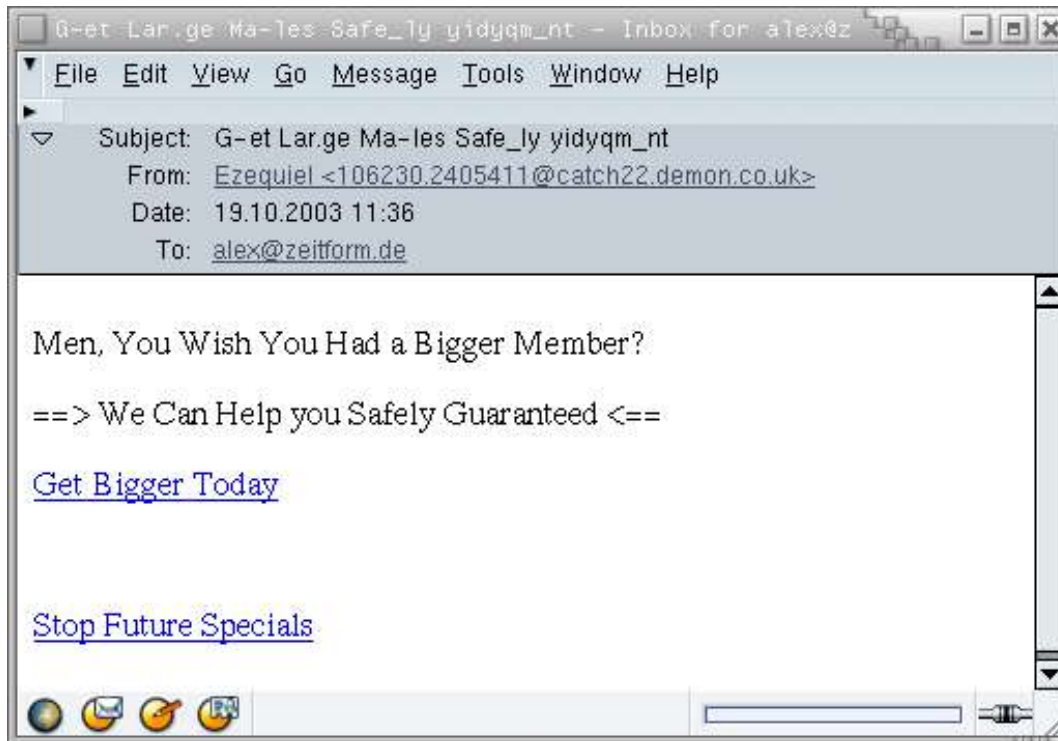 G-et Lar.ge Ma-les Safe_ly yidyqm_nt - Inbox for alex@z
File Edit View Go Message Tools Window Help
Subject: G-et Lar.ge Ma-les Safe_ly yidyqm_nt
From: Ezequiel <106230.2405411@catch22.demon.co.uk>
Date: 19.10.2003 11:36
To: alex@zeitform.de
Men, You Wish You Had a Bigger Member?
==> We Can Help you Safely Guaranteed <==
Get Bigger Today
Stop Future Specials